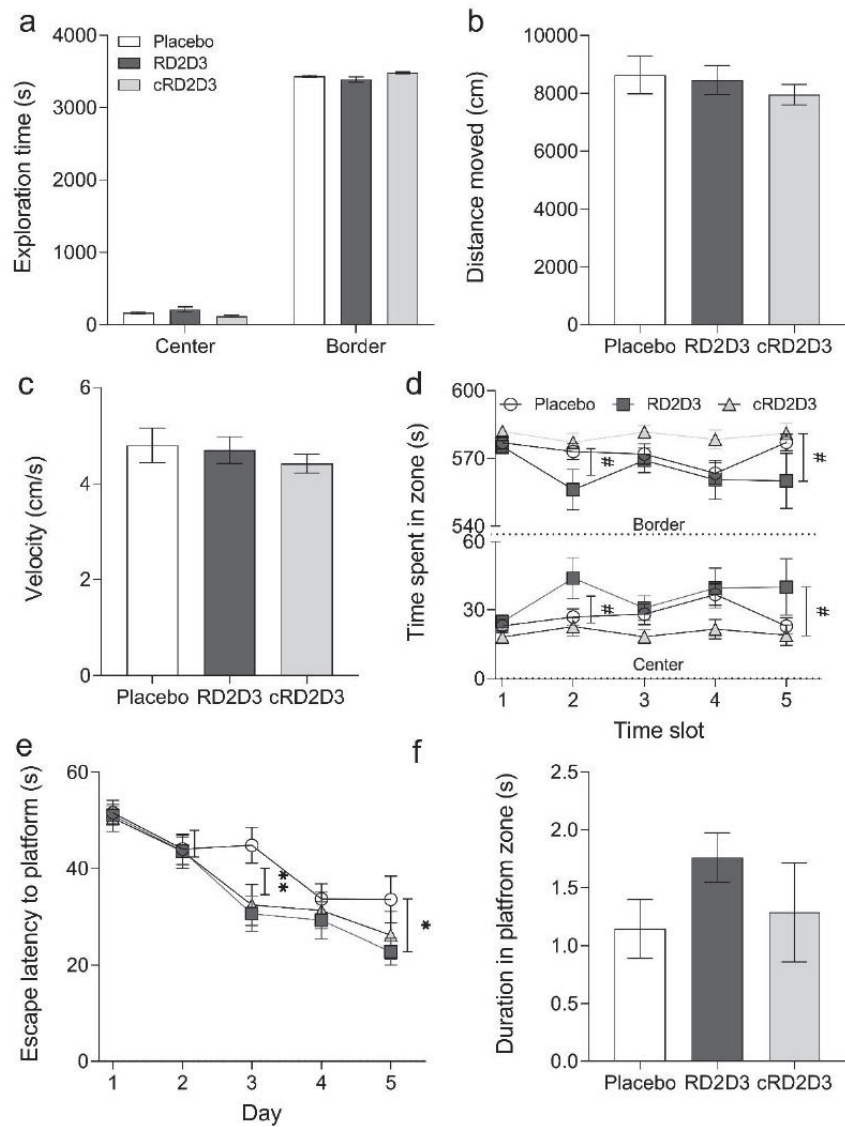 a
Exploration time (s)
4000
3000
2000
1000
0
Placebo
RD2D3
cRD2D3
Center
Border
b
Distance moved (cm)
10000
8000
6000
4000
2000
0
Placebo
RD2D3
cRD2D3
c
Velocity (cm/s)
6
4
2
0
Placebo
RD2D3
cRD2D3
d
Time spent in zone (s)
600
570
540
60
30
0
Placebo
RD2D3
cRD2D3
#
#
Border
#
#
Center
1
2
3
4
5
Time slot
e
Escape latency to platform (s)
60
40
20
0
**
*
1
2
3
4
5
Day
f
Duration in platfrom zone (s)
2.5
2.0
1.5
1.0
0.5
0.0
Placebo
RD2D3
cRD2D3